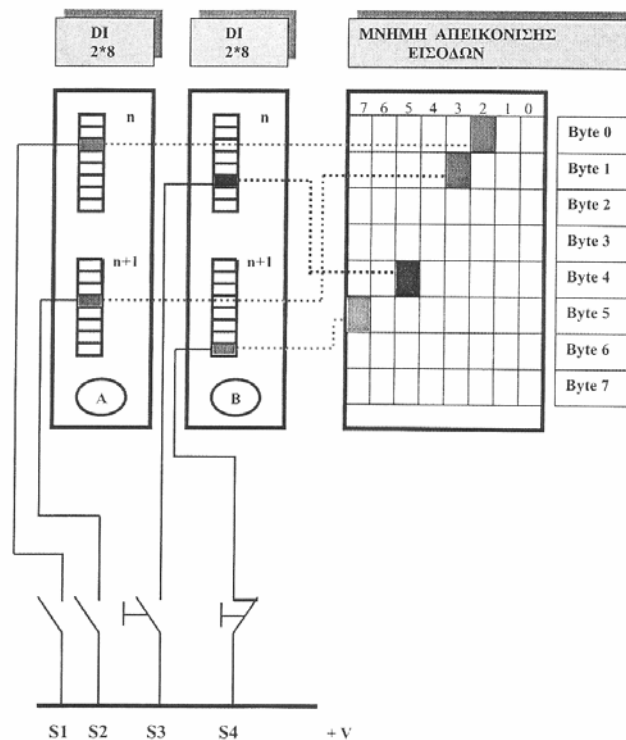 DI
2*8
DI
2*8
ΜΝΗΜΗ ΑΠΕΙΚΟΝΙΣΗΣ
ΕΙΣΟΔΩΝ
n
n
7 6 5 4 3 2 1 0
Byte 0
Byte 1
Byte 2
Byte 3
n+1
n+1
Byte 4
Byte 5
Byte 6
Byte 7
A
B
S1 S2 S3 S4 + V